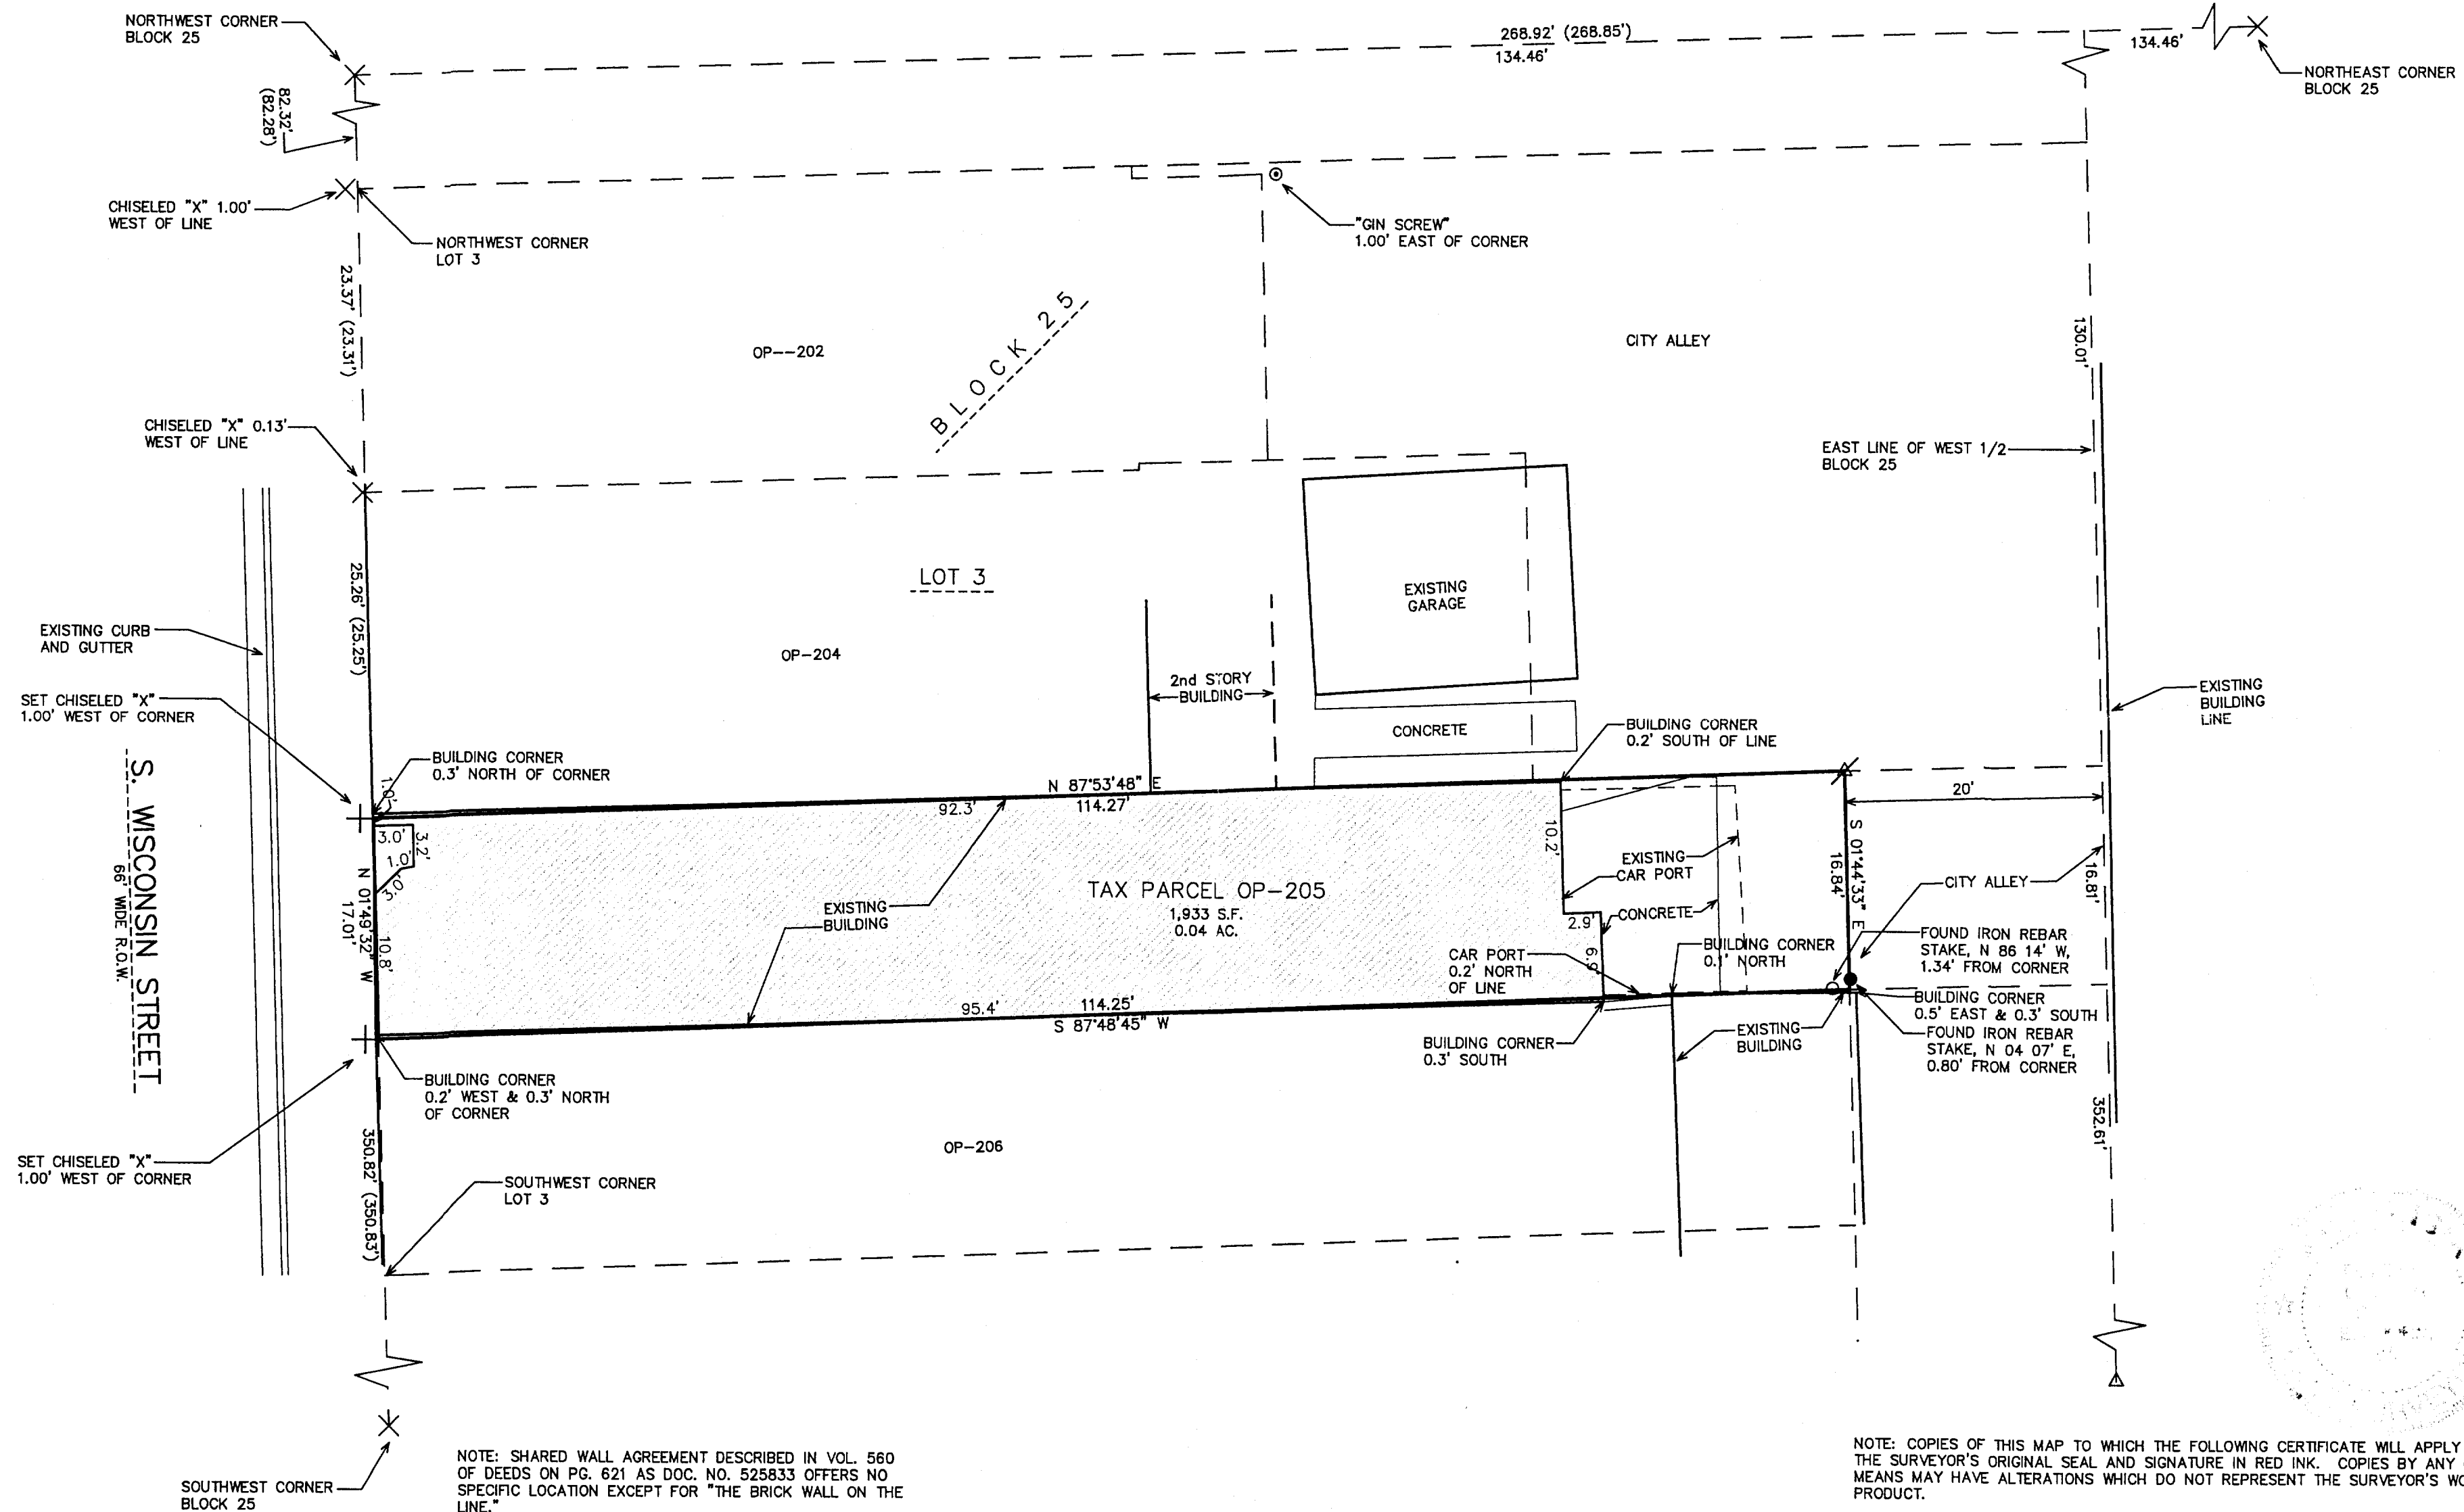 NORTHWEST CORNER
BLOCK 25
268.92' (268.85')
134.46'
134.46'
NORTHEAST CORNER
BLOCK 25
82.32'
(82.28')
CHISELED "X" 1.00'
WEST OF LINE
NORTHWEST CORNER
LOT 3
"GIN SCREW"
1.00' EAST OF CORNER
23.37' (23.31')
OP--202
BLOCK 25
CITY ALLEY
130.01'
CHISELED "X" 0.13'
WEST OF LINE
EAST LINE OF WEST 1/2
BLOCK 25
25.26' (25.25')
LOT 3
EXISTING
GARAGE
EXISTING CURB
AND GUTTER
OP-204
2nd STORY
BUILDING
SET CHISELED "X"
1.00' WEST OF CORNER
CONCRETE
BUILDING CORNER
0.2' SOUTH OF LINE
EXISTING
BUILDING
LINE
BUILDING CORNER
0.3' NORTH OF CORNER
1.0'
N 87°53'48" E
92.3'
114.27'
20'
S. WISCONSIN STREET
66' WIDE R.O.W.
3.0'
3.2'
1.0'
3.0'
N 01°49'32" W
17.01'
10.8'
EXISTING
BUILDING
TAX PARCEL OP-205
1,933 S.F.
0.04 AC.
10.2'
EXISTING
CAR PORT
S 01°44'33" E
16.84'
CITY ALLEY
16.81'
2.9'
CONCRETE
6.9'
CAR PORT
0.2' NORTH
OF LINE
BUILDING CORNER
0.1' NORTH
FOUND IRON REBAR
STAKE, N 86 14' W,
1.34' FROM CORNER
95.4'
114.25'
S 87°48'45" W
BUILDING CORNER
0.3' SOUTH
EXISTING
BUILDING
BUILDING CORNER
0.5' EAST & 0.3' SOUTH
FOUND IRON REBAR
STAKE, N 04 07' E,
0.80' FROM CORNER
BUILDING CORNER
0.2' WEST & 0.3' NORTH
OF CORNER
350.82' (350.83')
352.61'
SET CHISELED "X"
1.00' WEST OF CORNER
OP-206
SOUTHWEST CORNER
LOT 3
SOUTHWEST CORNER
BLOCK 25
NOTE: SHARED WALL AGREEMENT DESCRIBED IN VOL. 560
OF DEEDS ON PG. 621 AS DOC. NO. 525833 OFFERS NO
SPECIFIC LOCATION EXCEPT FOR "THE BRICK WALL ON THE
LINE."
NOTE: COPIES OF THIS MAP TO WHICH THE FOLLOWING CERTIFICATE WILL APPLY
THE SURVEYOR'S ORIGINAL SEAL AND SIGNATURE IN RED INK. COPIES BY ANY
MEANS MAY HAVE ALTERATIONS WHICH DO NOT REPRESENT THE SURVEYOR'S WO
PRODUCT.